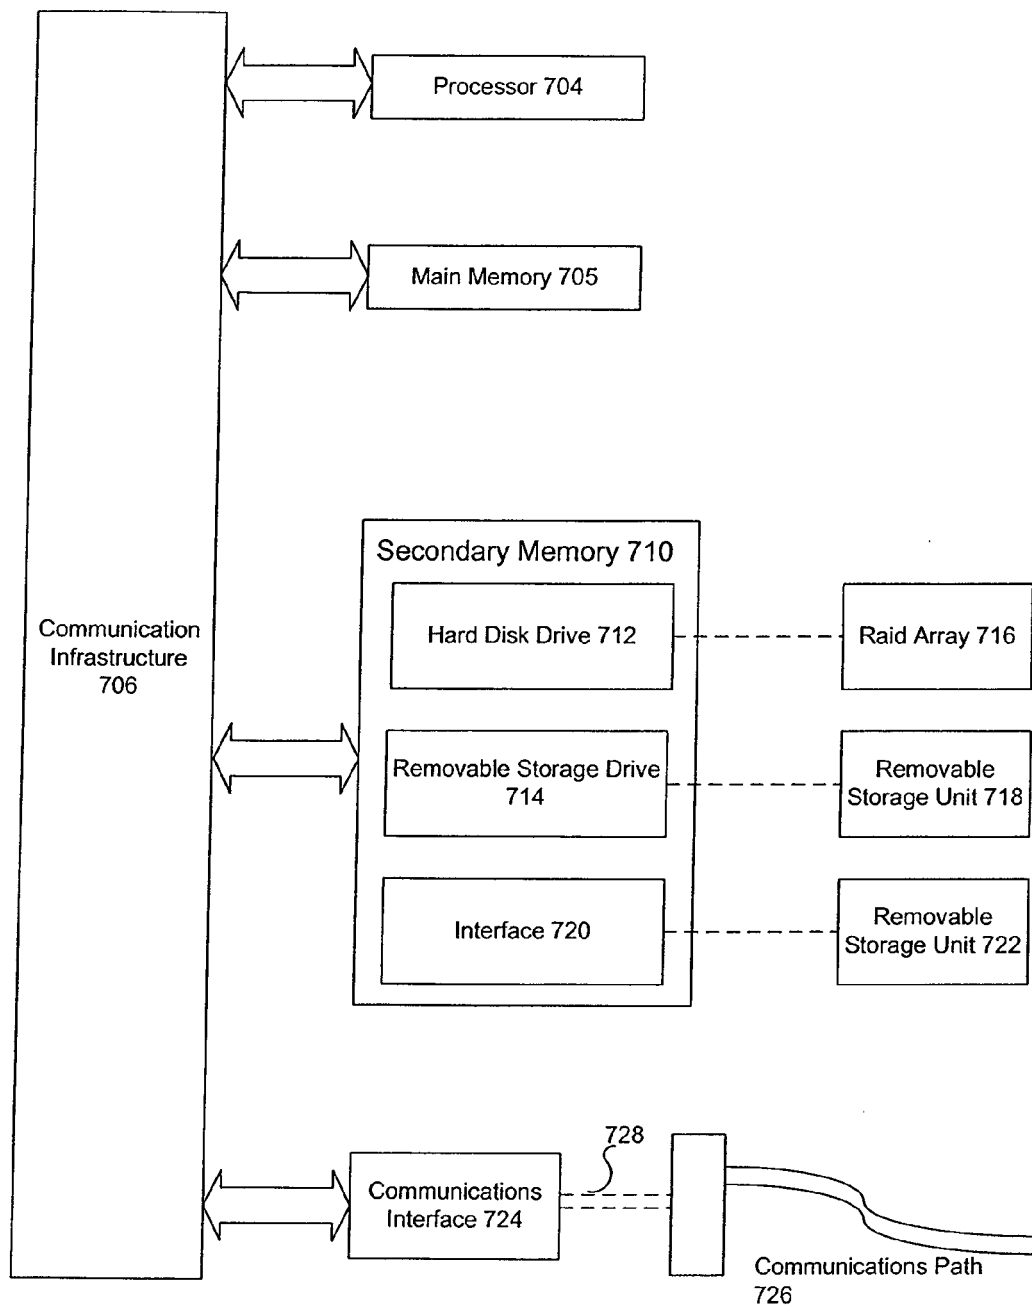 Processor 704
Main Memory 705
Communication
Infrastructure
706
Secondary Memory 710
Hard Disk Drive 712
Raid Array 716
Removable Storage Drive
714
Removable
Storage Unit 718
Interface 720
Removable
Storage Unit 722
728
Communications
Interface 724
Communications Path
726